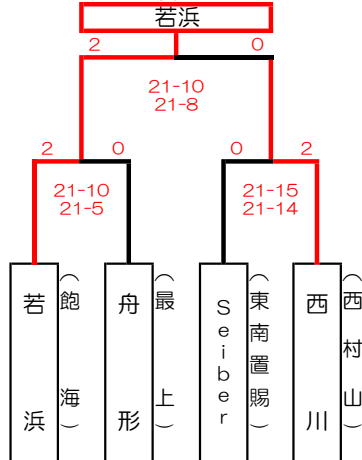 若浜
2 0
21-10
21-8
2 0
0 2
21-10
21-5
21-15
21-14
若浜
（飽海）
舟形
（最上）
Seiber
（東南置賜）
西川
（西村山）